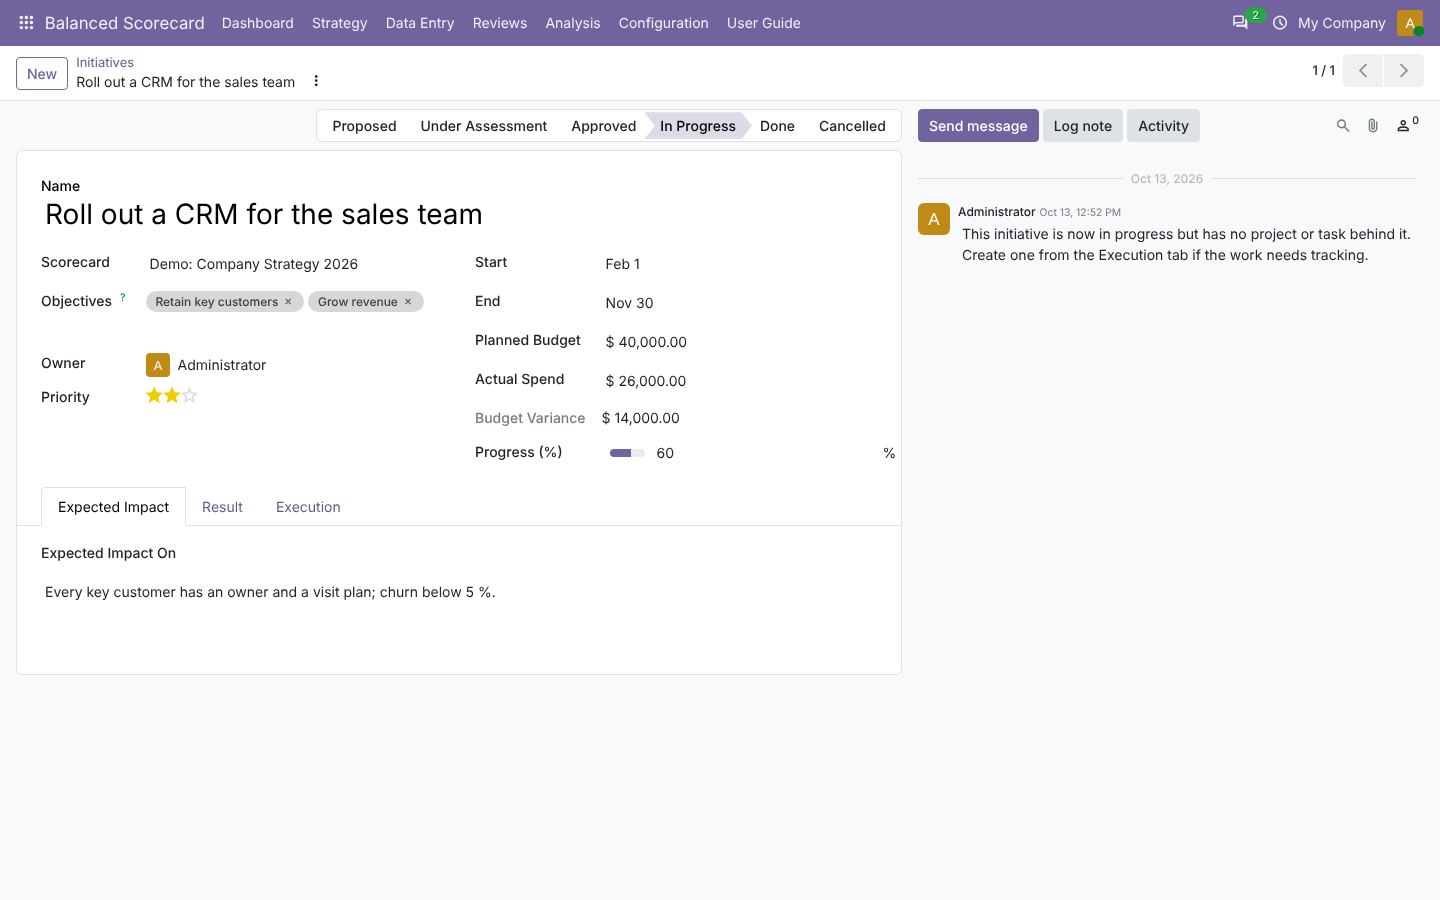 Balanced Scorecard Dashboard Strategy Data Entry Reviews Analysis Configuration User Guide 2 My Company A
New
Initiatives
Roll out a CRM for the sales team
1 / 1
Proposed Under Assessment Approved In Progress Done Cancelled
Send message Log note Activity 0
Name
Roll out a CRM for the sales team
Scorecard Demo: Company Strategy 2026
Objectives ? Retain key customers × Grow revenue ×
Owner A Administrator
Priority
Start Feb 1
End Nov 30
Planned Budget $ 40,000.00
Actual Spend $ 26,000.00
Budget Variance $ 14,000.00
Progress (%) 60 %
Expected Impact Result Execution
Expected Impact On
Every key customer has an owner and a visit plan; churn below 5 %.
Oct 13, 2026
A Administrator Oct 13, 12:52 PM
This initiative is now in progress but has no project or task behind it.
Create one from the Execution tab if the work needs tracking.